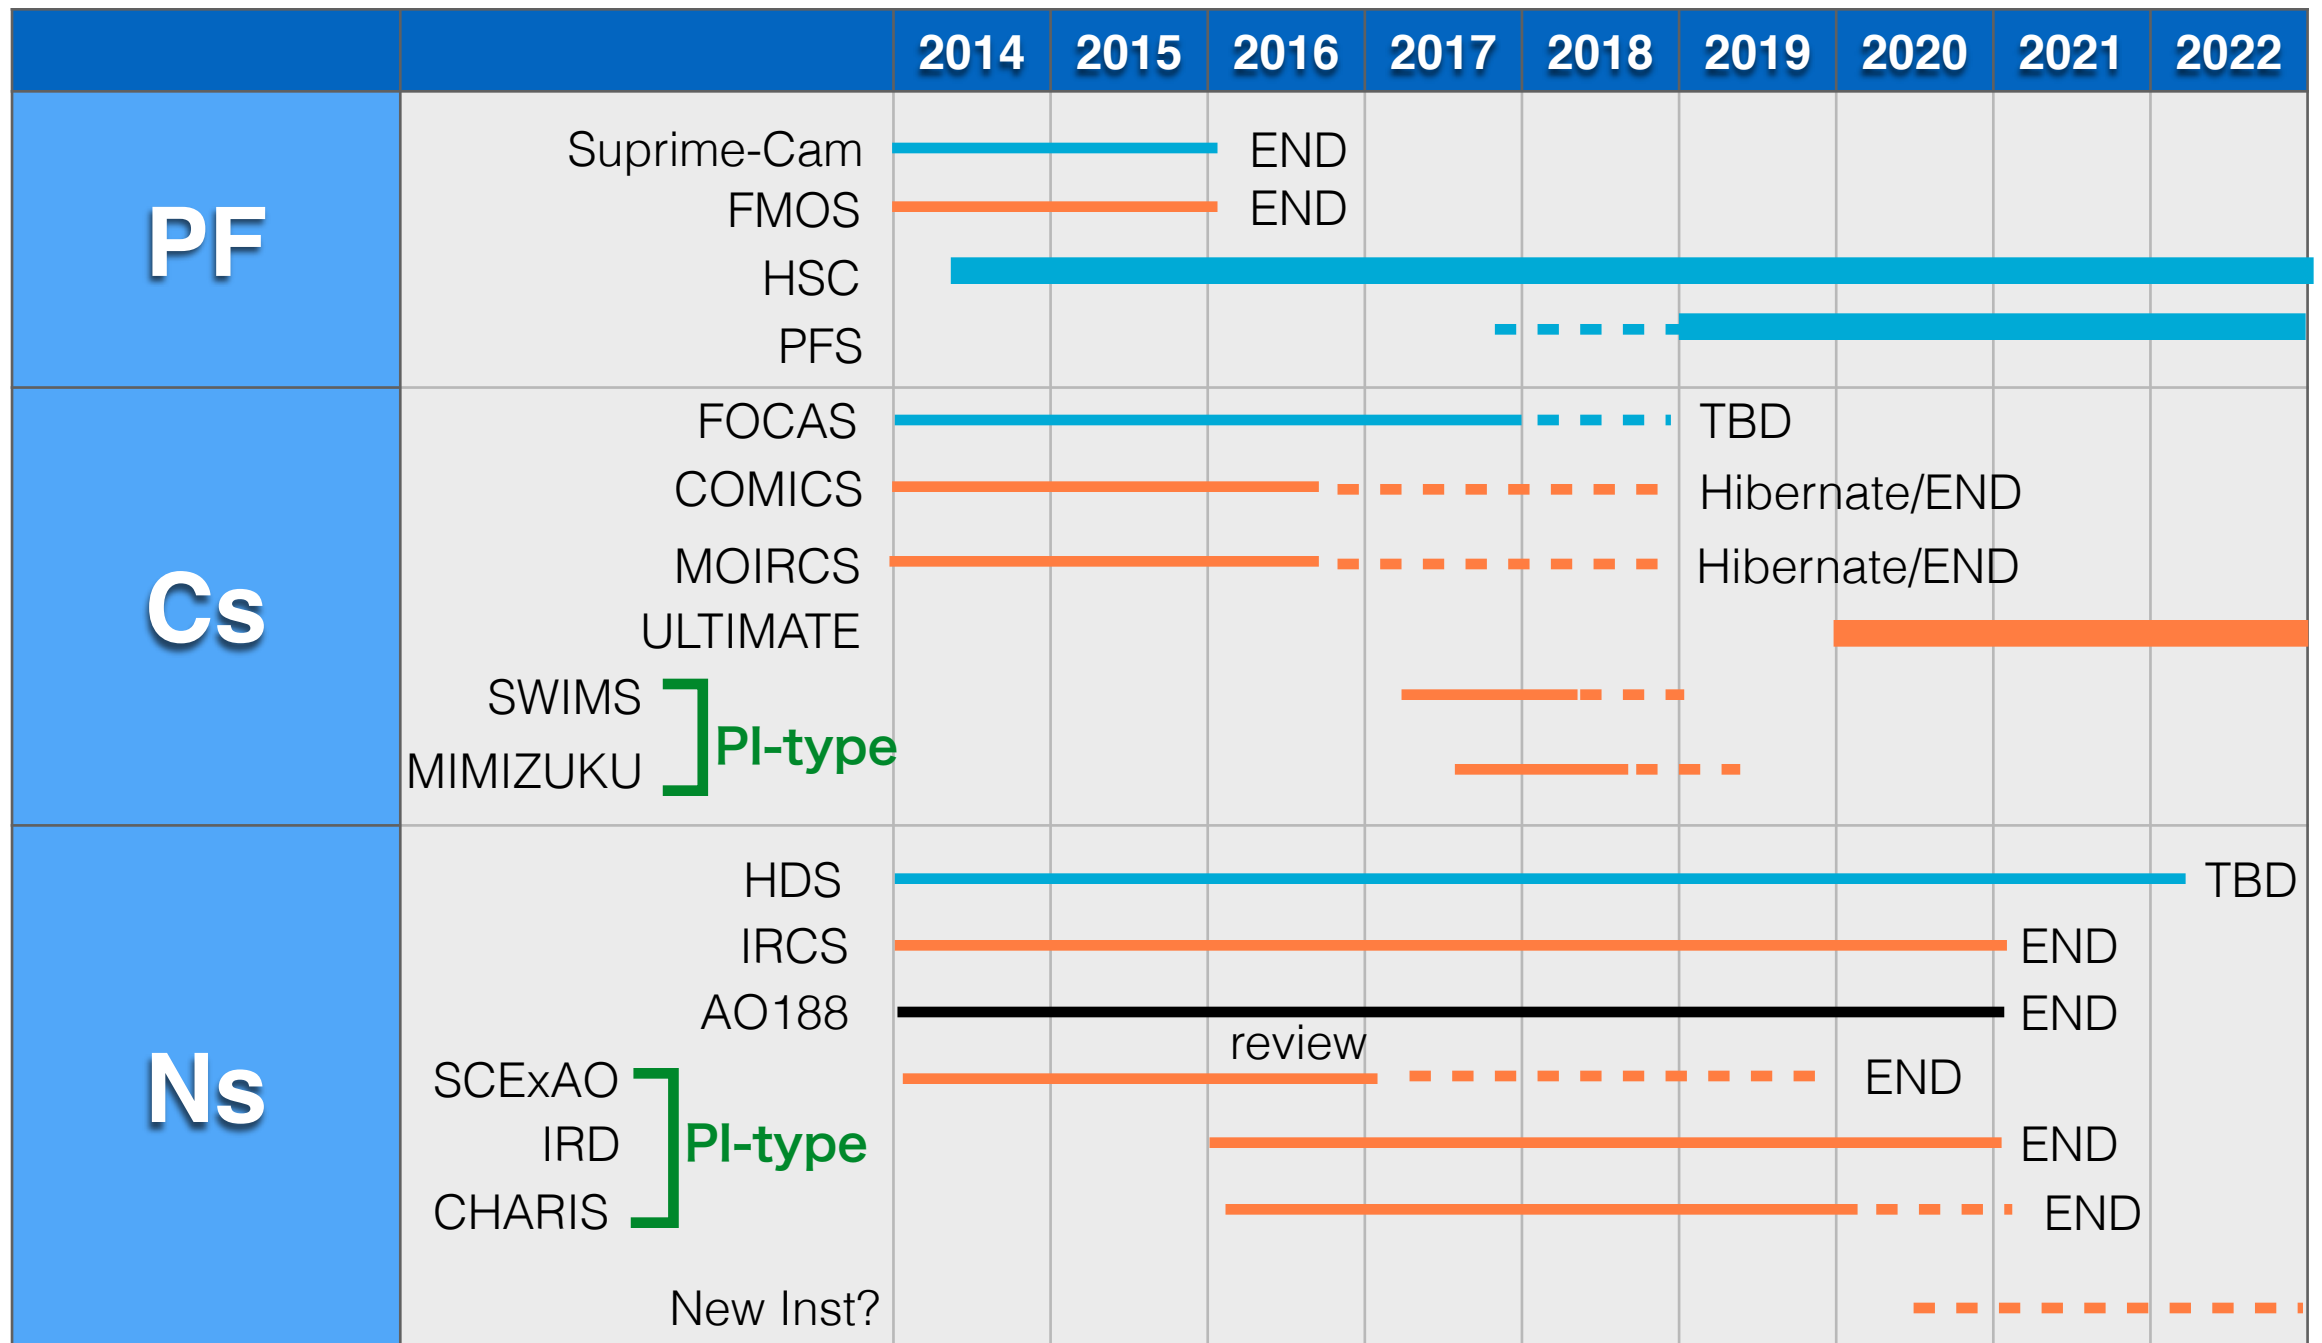 2014 2015 2016 2017 2018 2019 2020 2021 2022
PF
Suprime-Cam END
FMOS END
HSC
PFS
Cs
FOCAS TBD
COMICS Hibernate/END
MOIRCS Hibernate/END
ULTIMATE
SWIMS
PI-type
MIMIZUKU
Ns
HDS TBD
IRCS END
AO188 END
review
SCExAO END
IRD PI-type END
CHARIS END
New Inst?